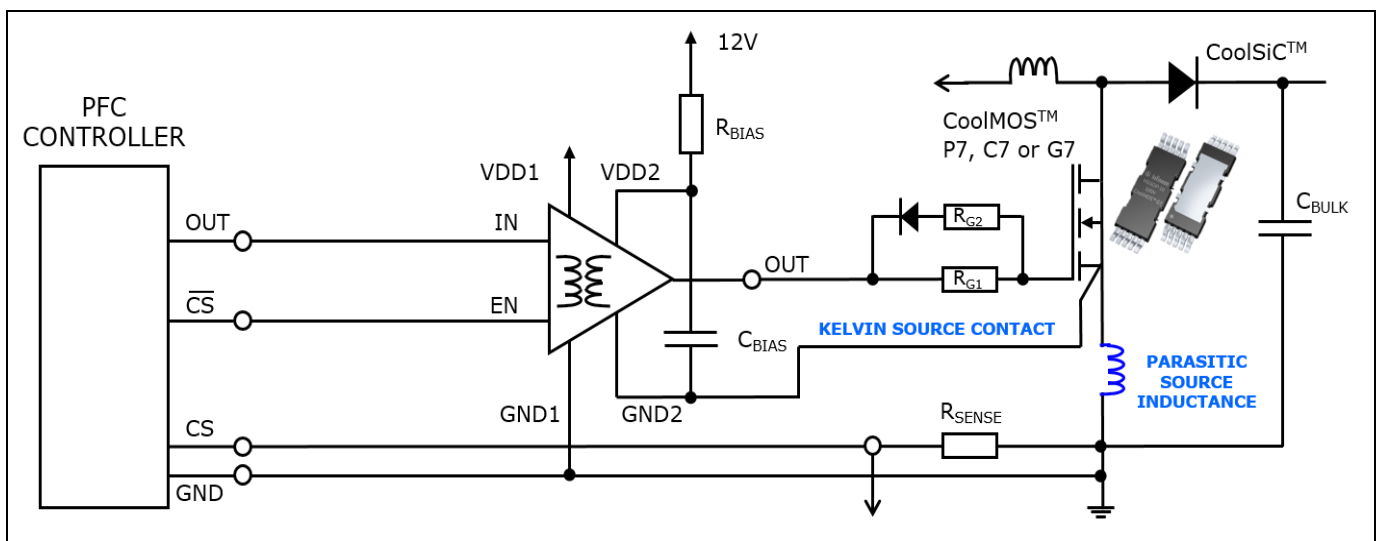 12V
CoolSiC™
PFC
CONTROLLER
R_BIAS
CoolMOS™
P7, C7 or G7
VDD1
VDD2
OUT
IN
R_G2
C_BULK
OUT
R_G1
CS
EN
KELVIN SOURCE CONTACT
C_BIAS
PARASITIC
SOURCE
INDUCTANCE
GND1
GND2
R_SENSE
CS
GND